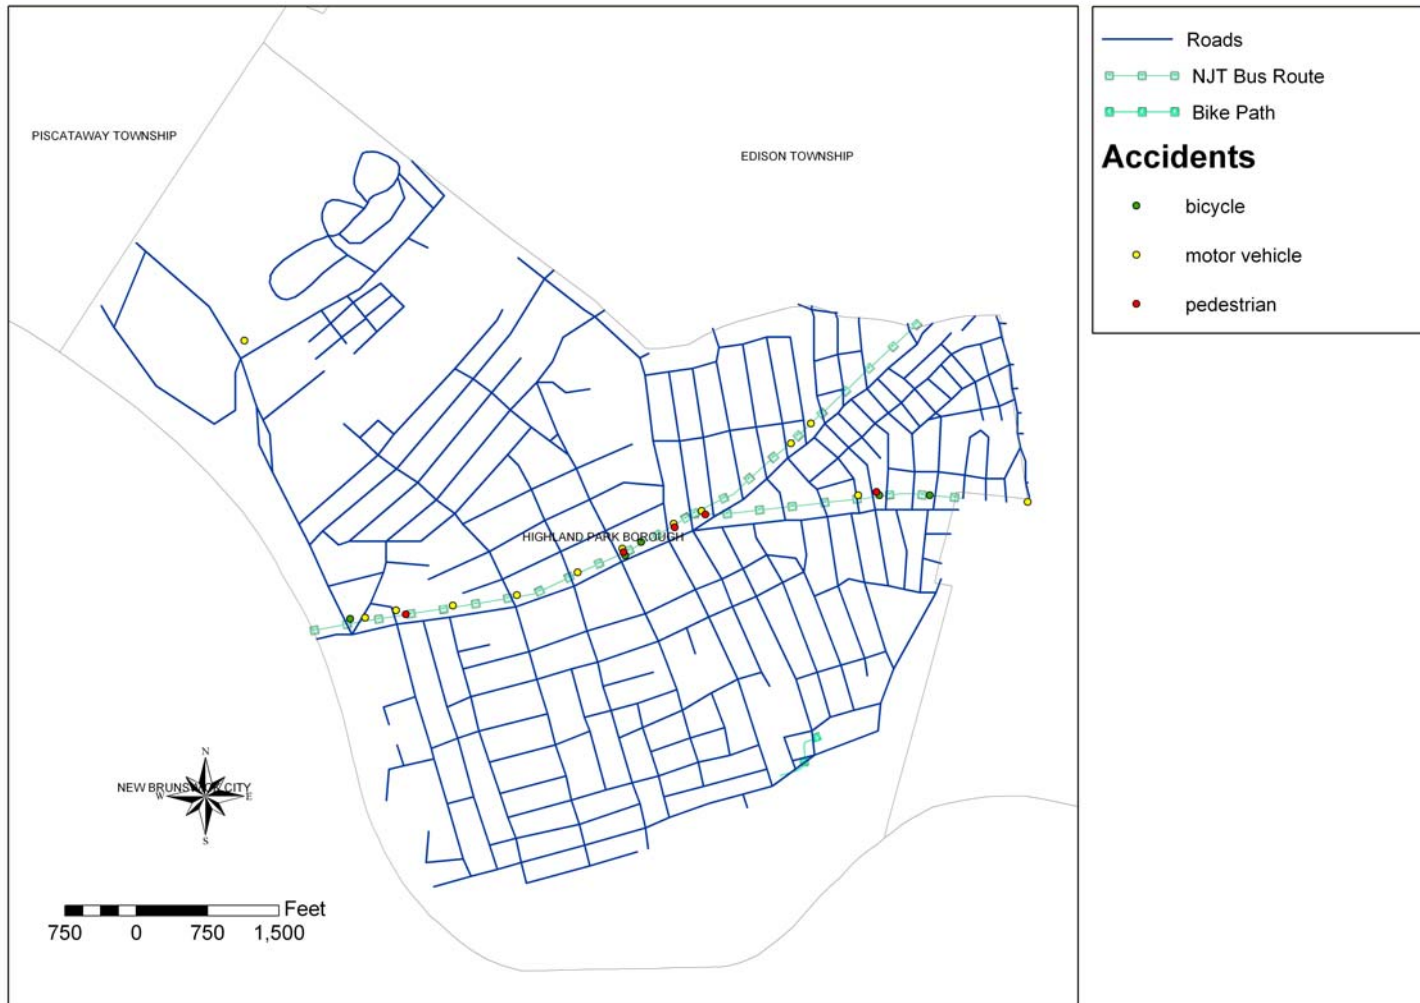 PISCATAWAY TOWNSHIP
EDISON TOWNSHIP
HIGHLAND PARK BOROUGH
NEW BRUNSWICK CITY
N
W
E
S
Feet
750 0 750 1,500
Roads
NJT Bus Route
Bike Path
Accidents
bicycle
motor vehicle
pedestrian